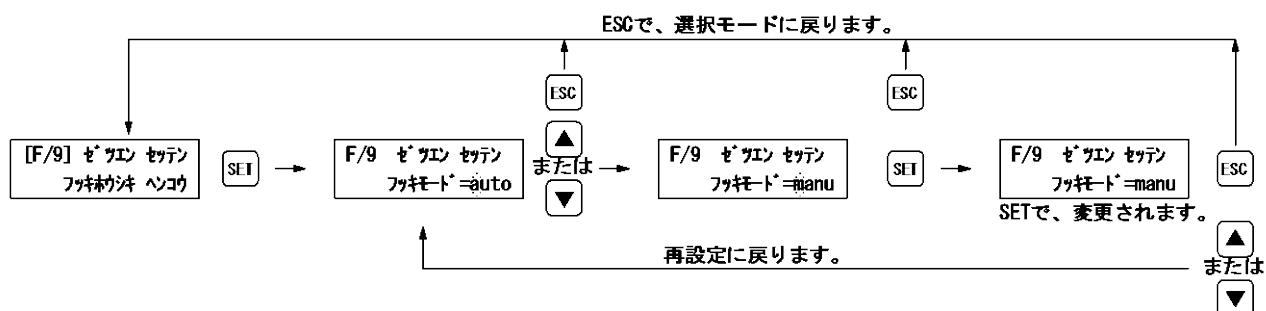 ESCで、選択モードに戻ります。
ESC
ESC
[F/9] ｾﾞﾂｴﾝ ｾｯﾃﾝ
ﾌｯｷﾎｳｼｷ ﾍﾝｺｳ
SET
F/9 ｾﾞﾂｴﾝ ｾｯﾃﾝ
ﾌｯｷﾓｰﾄﾞ=auto
▲
または
▼
F/9 ｾﾞﾂｴﾝ ｾｯﾃﾝ
ﾌｯｷﾓｰﾄﾞ=manu
SET
F/9 ｾﾞﾂｴﾝ ｾｯﾃﾝ
ﾌｯｷﾓｰﾄﾞ=manu
ESC
SETで、変更されます。
再設定に戻ります。
▲
または
▼